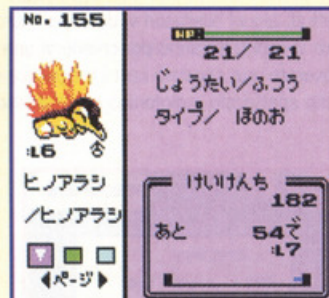 No. 155
:L6 ♂
ヒノアラシ
/ヒノアラシ
◀ページ▶
HP:
21/ 21
じょうたい/ふつう
タイプ/ ほのお
けいけんち
182
あと 54で
:L7